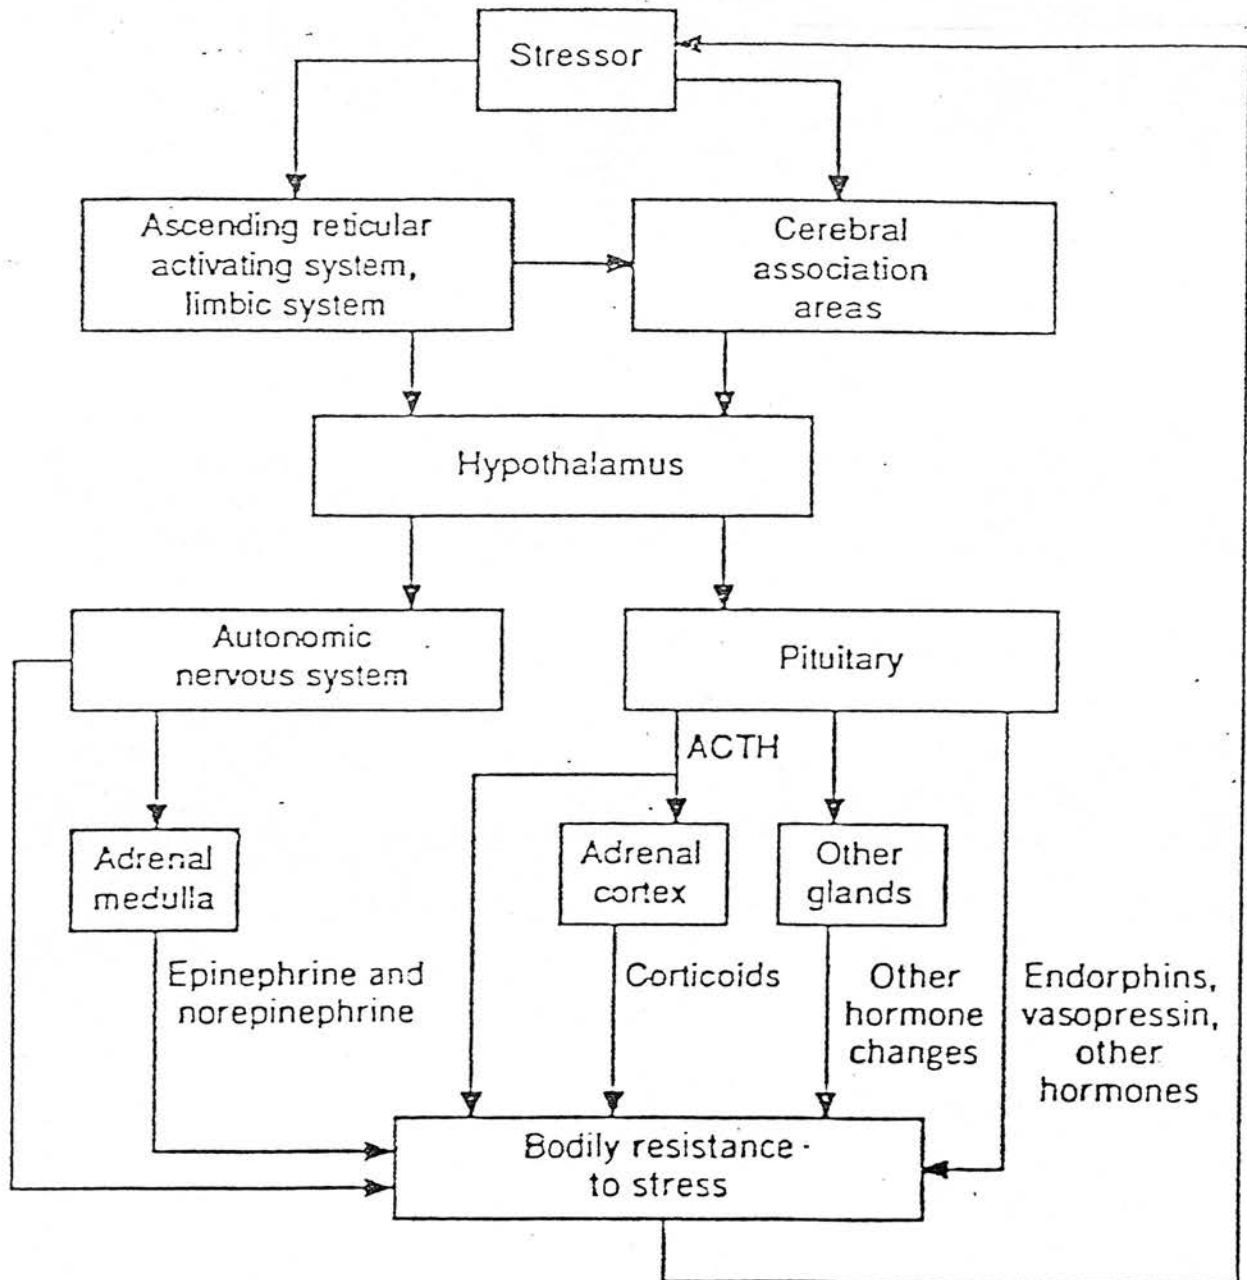 Stressor
Ascending reticular
activating system,
limbic system
Cerebral
association
areas
Hypothalamus
Autonomic
nervous system
Pituitary
ACTH
Adrenal
medulla
Adrenal
cortex
Other
glands
Epinephrine and
norepinephrine
Corticoids
Other
hormone
changes
Endorphins,
vasopressin,
other
hormones
Bodily resistance
to stress